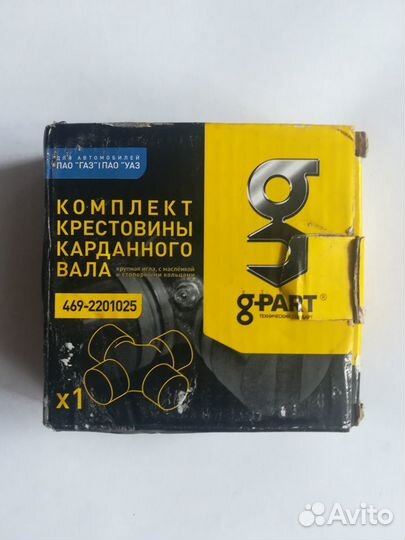 ДЛЯ АВТОМОБИЛЕЙ
ПАО "ГАЗ" | ПАО "УАЗ
КОМПЛЕКТ
КРЕСТОВИНЫ
КАРДАННОГО
ВАЛА
крупная игла, с маслёнкой
и стопорными кольцами
469-2201025
x1
g-PART®
ТЕХНИЧЕСКИЙ
Avito